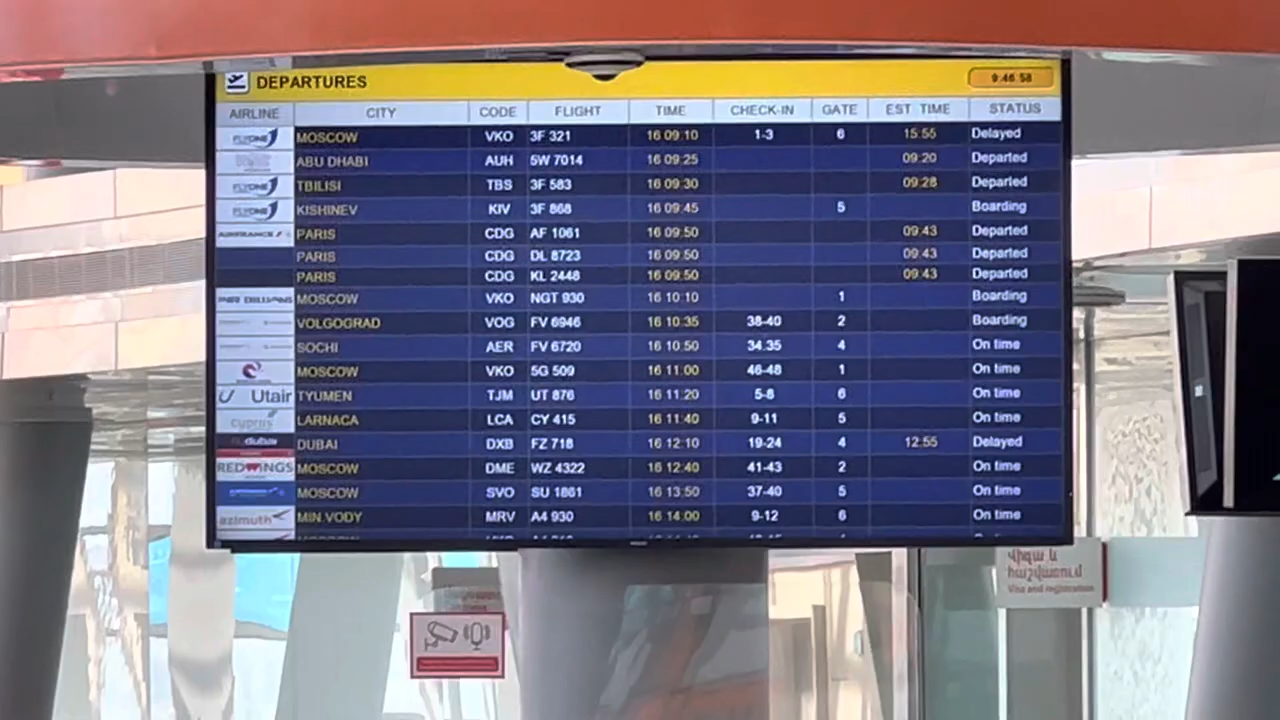 DEPARTURES 9:46:58
AIRLINE CITY CODE FLIGHT TIME CHECK-IN GATE EST TIME STATUS
FLYONE MOSCOW VKO 3F 321 16 09:10 1-3 6 15:55 Delayed
ABU DHABI AUH 5W 7014 16 09:25 09:20 Departed
FLYONE TBILISI TBS 3F 583 16 09:30 09:28 Departed
FLYONE KISHINEV KIV 3F 868 16 09:45 5 Boarding
AIRFRANCE PARIS CDG AF 1061 16 09:50 09:43 Departed
PARIS CDG DL 8723 16 09:50 09:43 Departed
PARIS CDG KL 2448 16 09:50 09:43 Departed
MOSCOW VKO NGT 930 16 10:10 1 Boarding
VOLGOGRAD VOG FV 6946 16 10:35 38-40 2 Boarding
SOCHI AER FV 6720 16 10:50 34.35 4 On time
MOSCOW VKO 5G 509 16 11:00 46-48 1 On time
Utair TYUMEN TJM UT 876 16 11:20 5-8 6 On time
cyprus LARNACA LCA CY 415 16 11:40 9-11 5 On time
dubai DUBAI DXB FZ 718 16 12:10 19-24 4 12:55 Delayed
REDWINGS MOSCOW DME WZ 4322 16 12:40 41-43 2 On time
MOSCOW SVO SU 1861 16 13:50 37-40 5 On time
azimuth MIN.VODY MRV A4 930 16 14:00 9-12 6 On time
Վիզա և
հաշվառում
Visa and registration